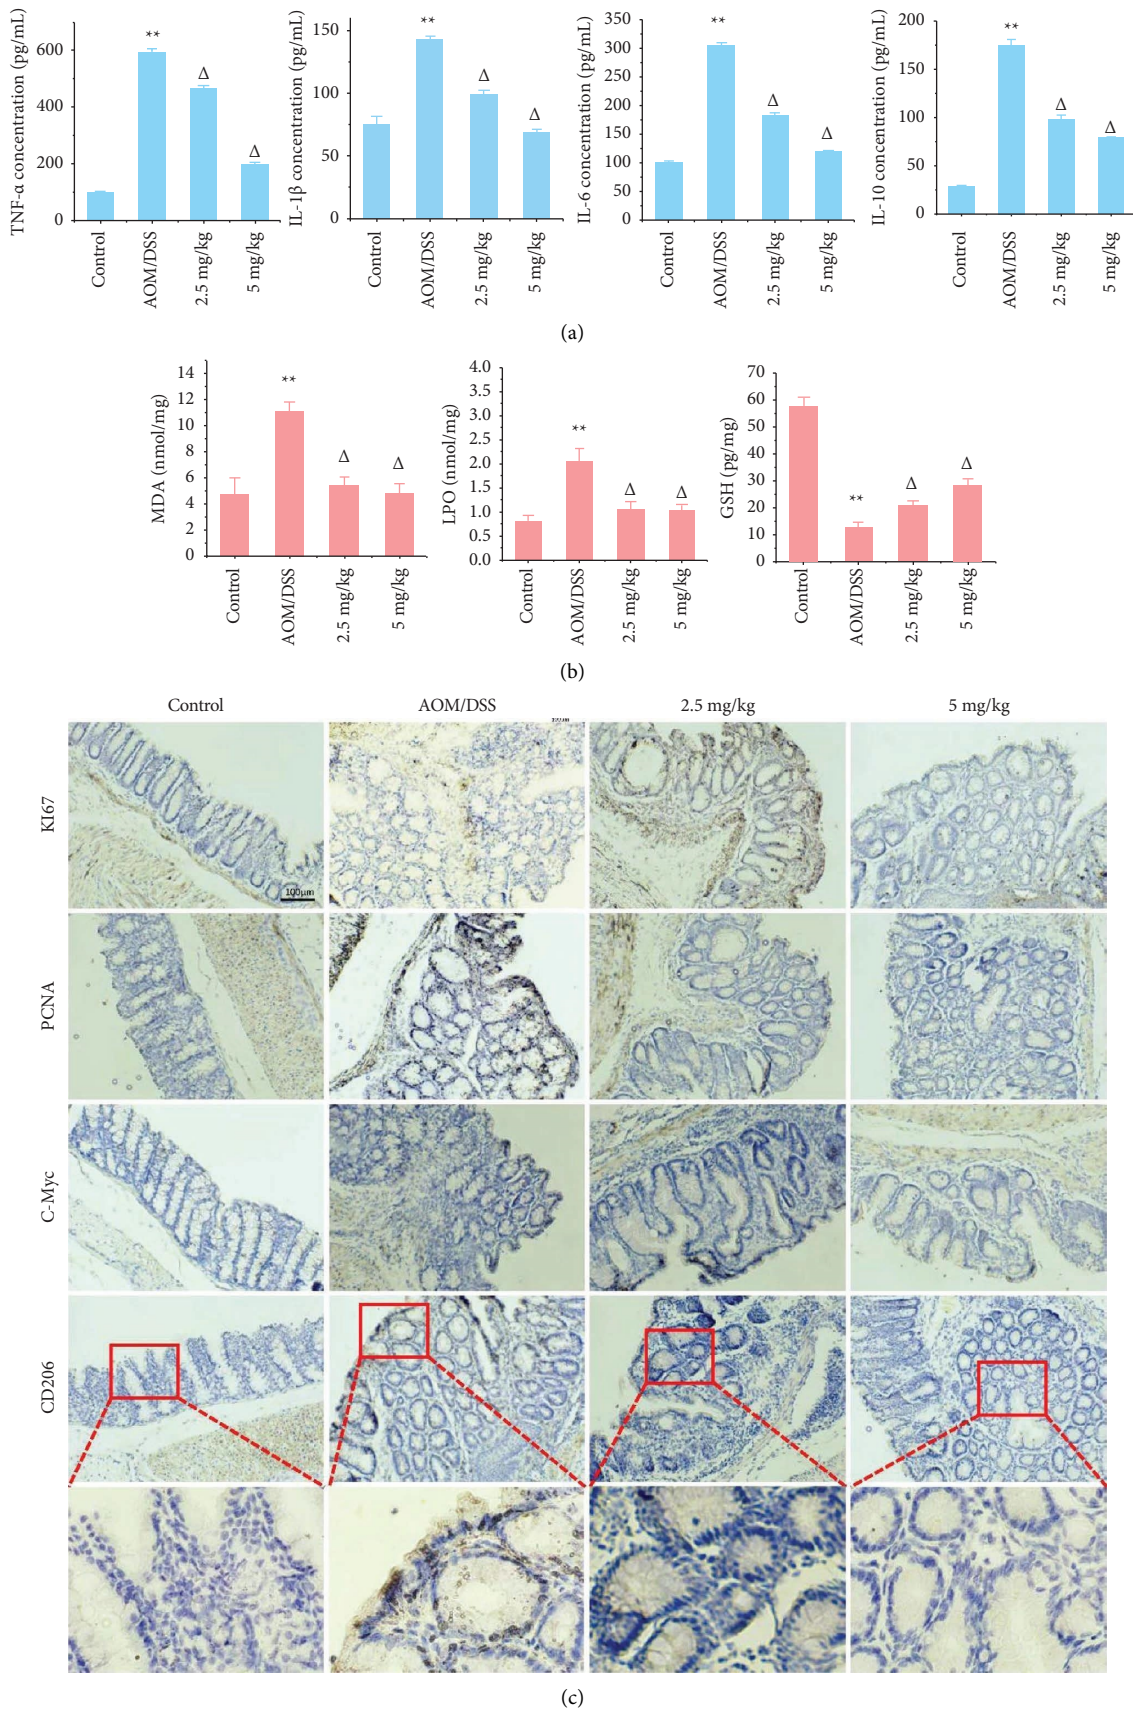 TNF-α concentration (pg/mL)
600
400
200
0
**
Δ
Δ
Control
AOM/DSS
2.5 mg/kg
5 mg/kg
IL-1β concentration (pg/mL)
150
100
50
0
**
Δ
Δ
Control
AOM/DSS
2.5 mg/kg
5 mg/kg
IL-6 concentration (pg/mL)
350
300
250
200
150
100
50
0
**
Δ
Δ
Control
AOM/DSS
2.5 mg/kg
5 mg/kg
IL-10 concentration (pg/mL)
200
150
100
50
0
**
Δ
Δ
Control
AOM/DSS
2.5 mg/kg
5 mg/kg
(a)
MDA (nmol/mg)
14
12
10
8
6
4
2
0
**
Δ
Δ
Control
AOM/DSS
2.5 mg/kg
5 mg/kg
LPO (nmol/mg)
4.0
3.5
3.0
2.5
2.0
1.5
1.0
0.5
0.0
**
Δ
Δ
Control
AOM/DSS
2.5 mg/kg
5 mg/kg
GSH (pg/mg)
70
60
50
40
30
20
10
0
**
Δ
Δ
Control
AOM/DSS
2.5 mg/kg
5 mg/kg
(b)
Control
AOM/DSS
2.5 mg/kg
5 mg/kg
KI67
100μm
PCNA
C-Myc
CD206
(c)